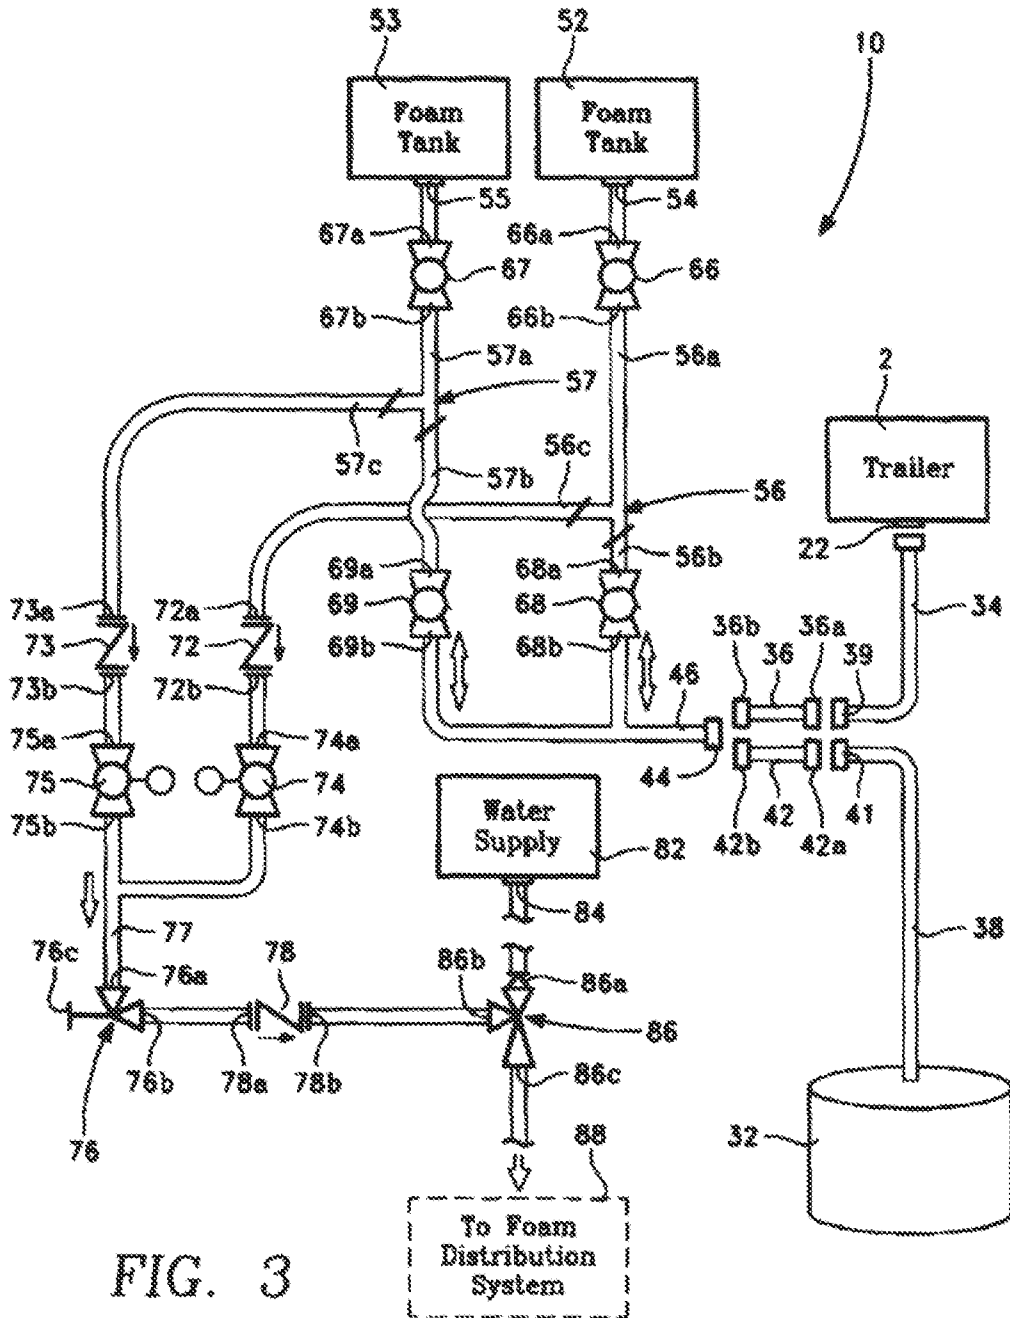 53
52
10
Foam
Tank
Foam
Tank
55
54
67a
66a
67
66
67b
66b
57a
56a
57
2
Trailer
57c
56c
57b
56
22
69a
68a
56b
73a
72a
69
68
34
73
72
36b
36a
69b
68b
36
39
73b
72b
46
75a
74a
44
75
74
Water
Supply
42
41
75b
74b
82
42b
42a
84
77
38
76c
78
86b
76a
86a
86
76b
78a
78b
86c
76
88
32
To Foam
Distribution
System
FIG. 3